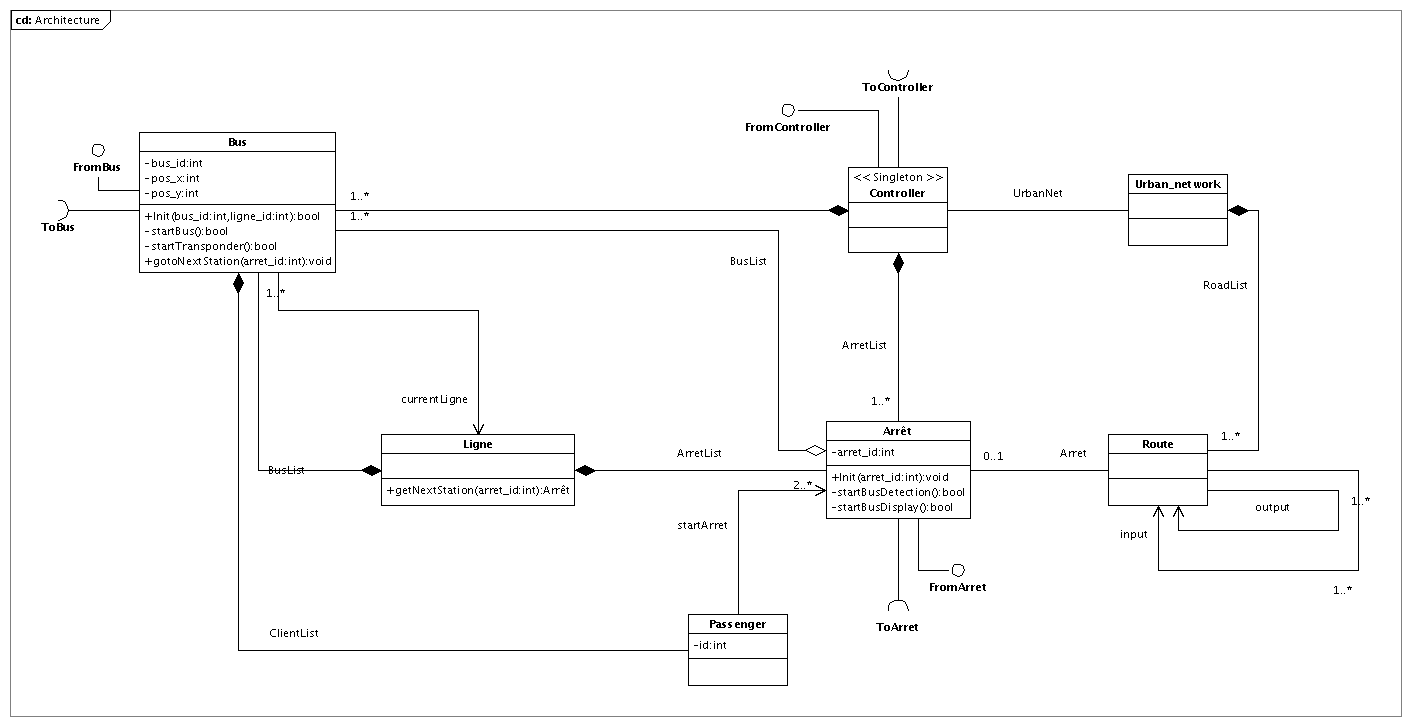 cd: Architecture
ToController
FromController
Bus
-bus_id:int
-pos_x:int
-pos_y:int
+Init(bus_id:int,ligne_id:int):bool
-startBus():bool
-startTransponder():bool
+gotoNextStation(arret_id:int):void
FromBus
ToBus
1..*
1..*
<< Singleton >>
Controller
UrbanNet
Urban_network
BusList
RoadList
1..*
ArretList
currentLigne
1..*
1..*
Ligne
+getNextStation(arret_id:int):Arrêt
BusList
ArretList
Arrêt
-arret_id:int
+Init(arret_id:int):void
-startBusDetection():bool
-startBusDisplay():bool
0..1
Arret
Route
2..*
1..*
output
startArret
input
1..*
FromArret
ToArret
Passenger
-id:int
ClientList